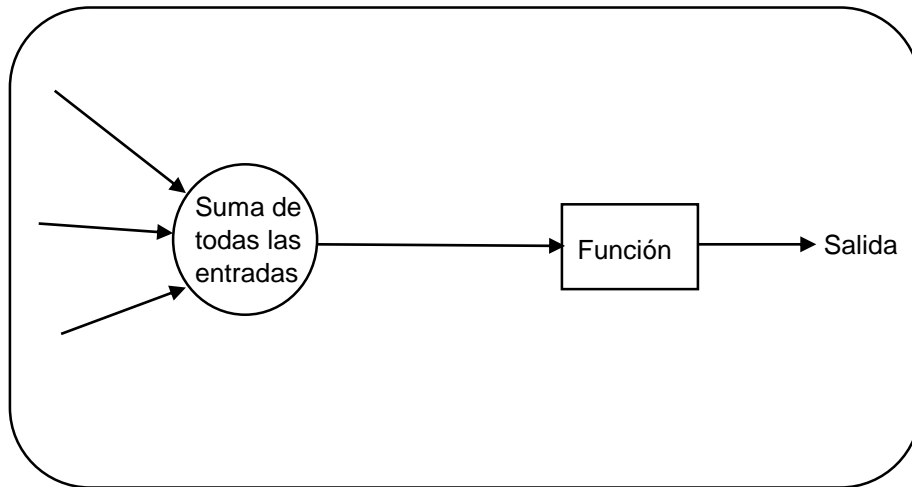 Suma de
todas las
entradas
Función
Salida